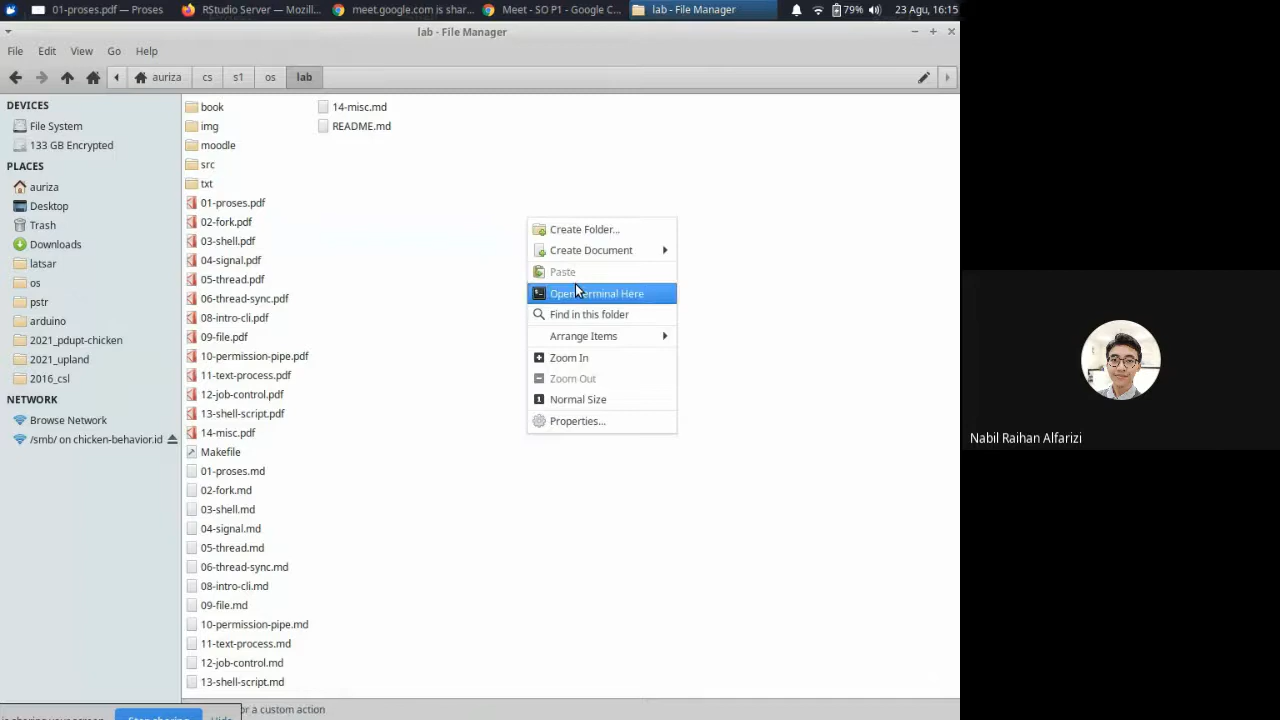 01-proses.pdf — Proses
RStudio Server — Mozill...
meet.google.com is shar...
Meet - SO P1 - Google C...
lab - File Manager
79%
23 Agu, 16:15
lab - File Manager
File Edit View Go Help
auriza cs s1 os lab
DEVICES
File System
133 GB Encrypted
PLACES
auriza
Desktop
Trash
Downloads
latsar
os
pstr
arduino
2021_pdupt-chicken
2021_upland
2016_csl
NETWORK
Browse Network
/smb/ on chicken-behavior.id
book
img
moodle
src
txt
01-proses.pdf
02-fork.pdf
03-shell.pdf
04-signal.pdf
05-thread.pdf
06-thread-sync.pdf
08-intro-cli.pdf
09-file.pdf
10-permission-pipe.pdf
11-text-process.pdf
12-job-control.pdf
13-shell-script.pdf
14-misc.pdf
Makefile
01-proses.md
02-fork.md
03-shell.md
04-signal.md
05-thread.md
06-thread-sync.md
08-intro-cli.md
09-file.md
10-permission-pipe.md
11-text-process.md
12-job-control.md
13-shell-script.md
14-misc.md
README.md
Create Folder...
Create Document
Paste
Open Terminal Here
Find in this folder
Arrange Items
Zoom In
Zoom Out
Normal Size
Properties...
is sharing your screen. Stop sharing Hide
or a custom action
Nabil Raihan Alfarizi